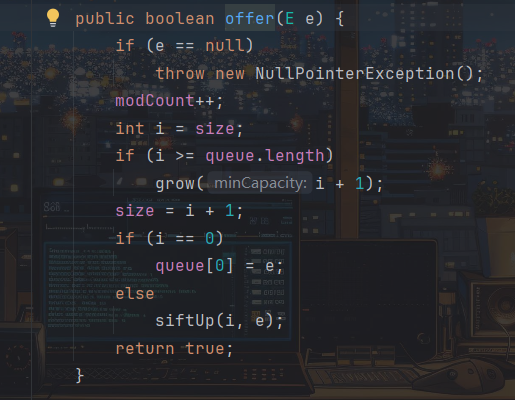 public boolean offer(E e) {
if (e == null)
throw new NullPointerException();
modCount++;
int i = size;
if (i >= queue.length)
grow( minCapacity: i + 1);
size = i + 1;
if (i == 0)
queue[0] = e;
else
siftUp(i, e);
return true;
}